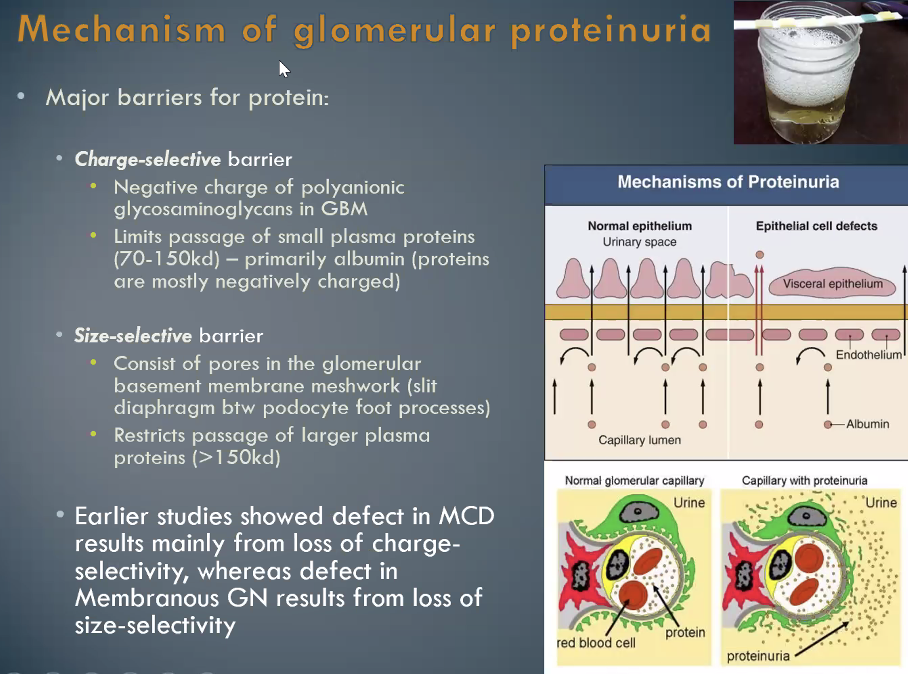 Mechanism of glomerular proteinuria
• Major barriers for protein:
• Charge-selective barrier
• Negative charge of polyanionic
glycosaminoglycans in GBM
• Limits passage of small plasma proteins
(70-150kd) – primarily albumin (proteins
are mostly negatively charged)
• Size-selective barrier
• Consist of pores in the glomerular
basement membrane meshwork (slit
diaphragm btw podocyte foot processes)
• Restricts passage of larger plasma
proteins (>150kd)
• Earlier studies showed defect in MCD
results mainly from loss of charge-
selectivity, whereas defect in
Membranous GN results from loss of
size-selectivity
Mechanisms of Proteinuria
Normal epithelium
Urinary space
Epithelial cell defects
Visceral epithelium
Endothelium
Albumin
Capillary lumen
Normal glomerular capillary
Urine
red blood cell
protein
Capillary with proteinuria
Urine
proteinuria